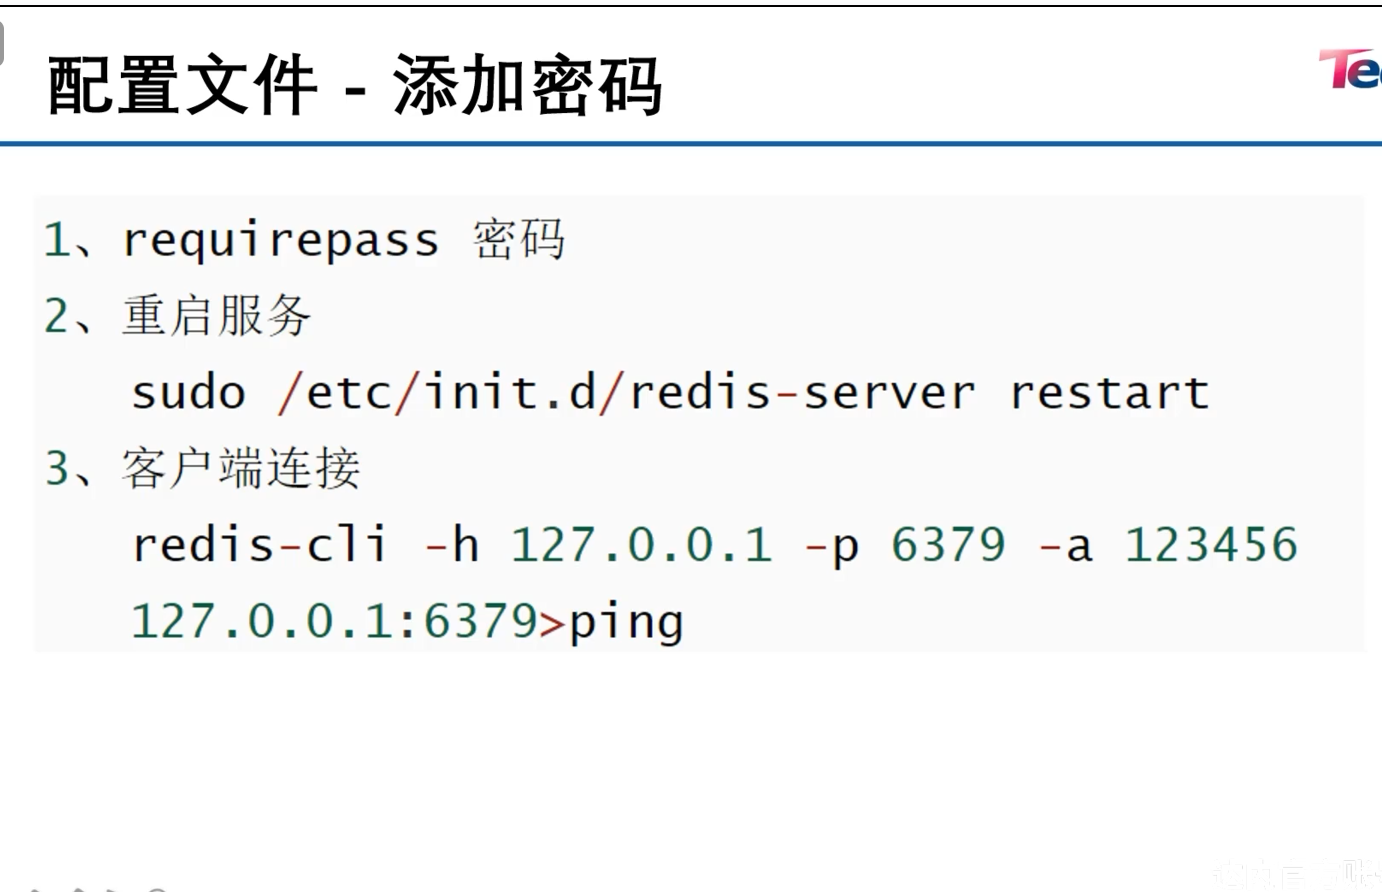 配置文件 - 添加密码
Te
1、requirepass 密码
2、重启服务
sudo /etc/init.d/redis-server restart
3、客户端连接
redis-cli -h 127.0.0.1 -p 6379 -a 123456
127.0.0.1:6379>ping